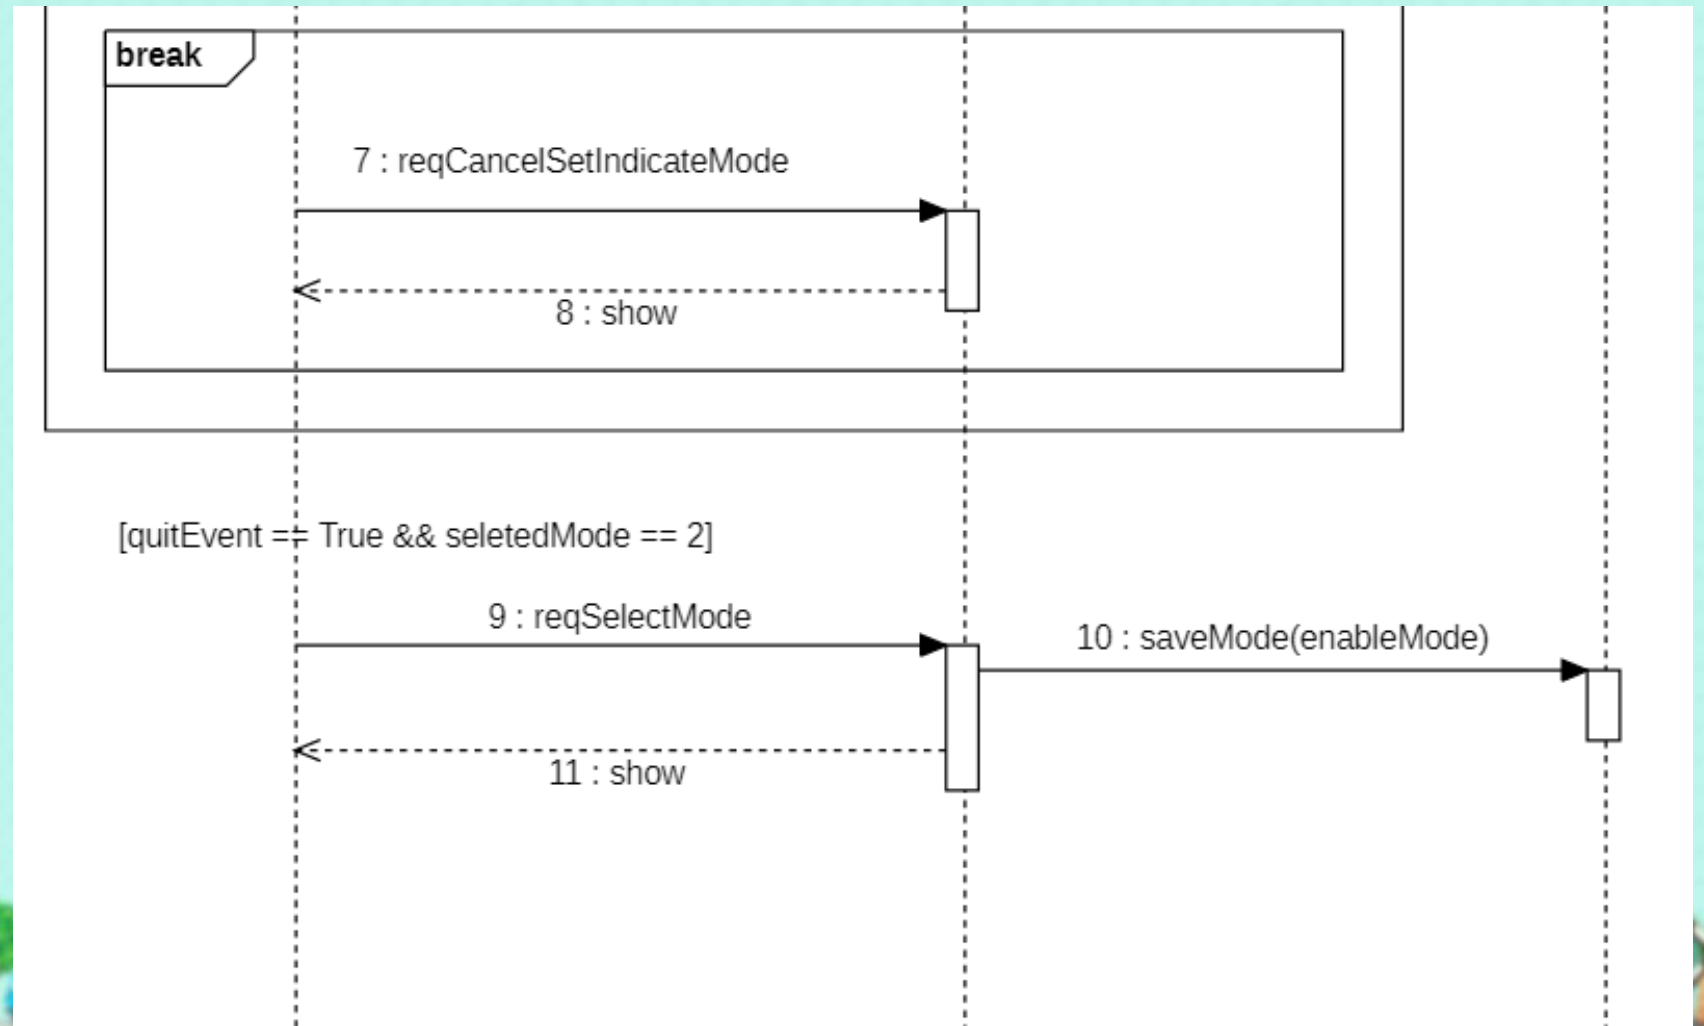 break
7 : reqCancelSetIndicateMode
8 : show
[quitEvent == True && seletedMode == 2]
9 : reqSelectMode
10 : saveMode(enableMode)
11 : show